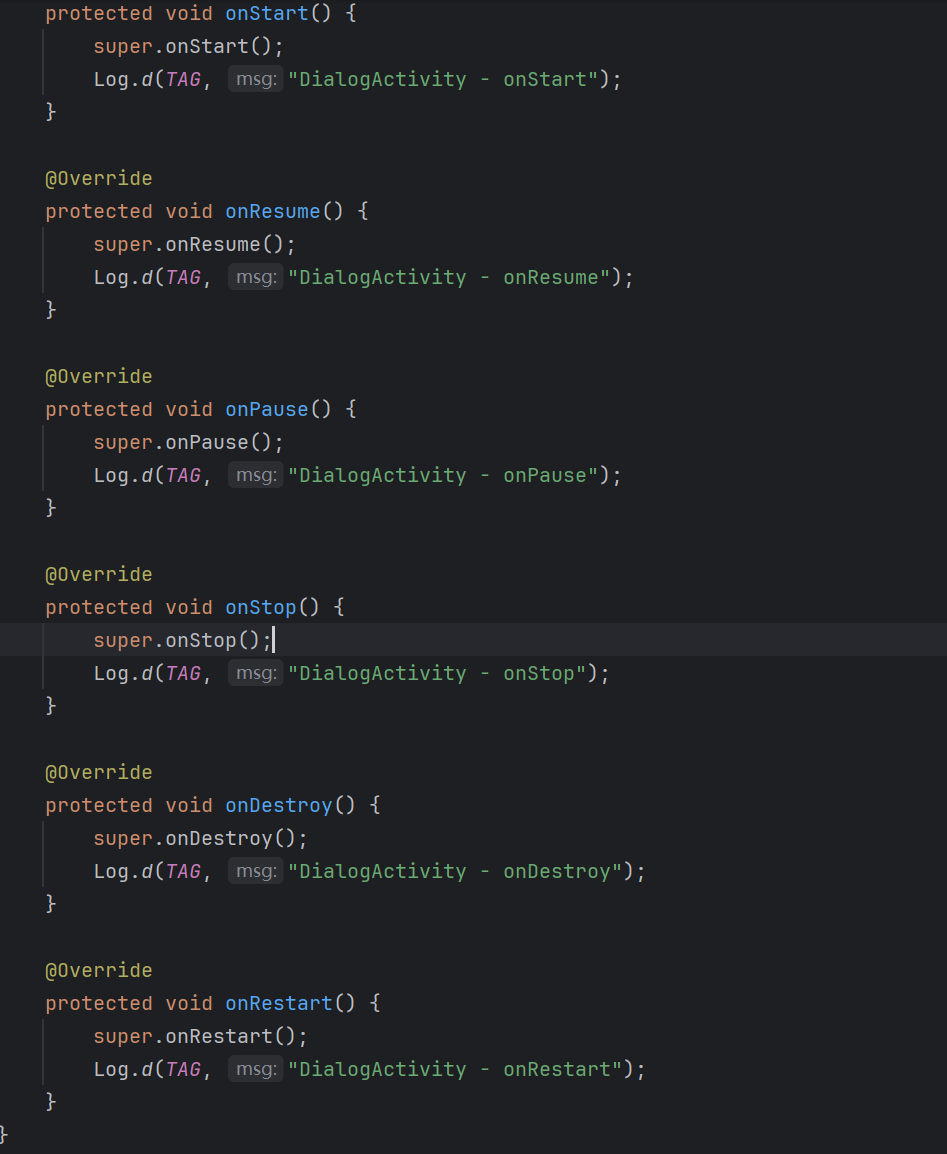 protected void onStart() {
super.onStart();
Log.d(TAG, msg: "DialogActivity - onStart");
}
@Override
protected void onResume() {
super.onResume();
Log.d(TAG, msg: "DialogActivity - onResume");
}
@Override
protected void onPause() {
super.onPause();
Log.d(TAG, msg: "DialogActivity - onPause");
}
@Override
protected void onStop() {
super.onStop();
Log.d(TAG, msg: "DialogActivity - onStop");
}
@Override
protected void onDestroy() {
super.onDestroy();
Log.d(TAG, msg: "DialogActivity - onDestroy");
}
@Override
protected void onRestart() {
super.onRestart();
Log.d(TAG, msg: "DialogActivity - onRestart");
}
}